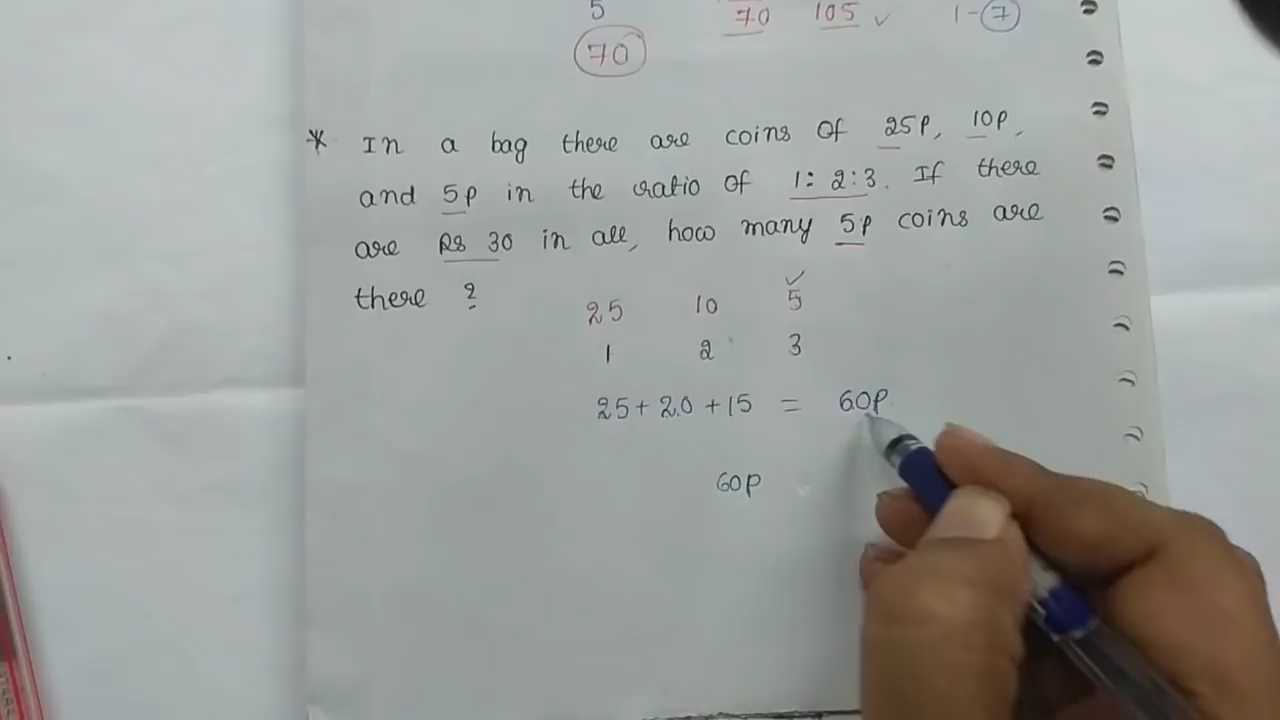 5 70 105 ✓ 1-7
70
* In a bag there are coins of 25P, 10P,
and 5p in the ratio of 1:2:3. If there
are Rs 30 in all, how many 5p coins are
there ?
25 10 5 ✓
1 2 3
25+20+15 = 60P
60P